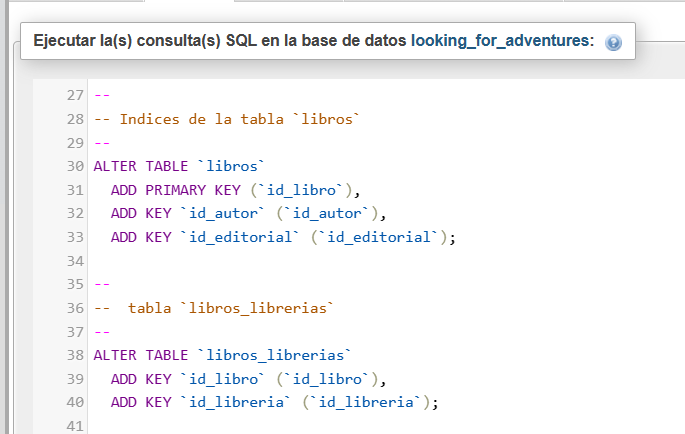 Ejecutar la(s) consulta(s) SQL en la base de datos looking_for_adventures:
27 --
28 -- Indices de la tabla `libros`
29 --
30 ALTER TABLE `libros`
31   ADD PRIMARY KEY (`id_libro`),
32   ADD KEY `id_autor` (`id_autor`),
33   ADD KEY `id_editorial` (`id_editorial`);
34
35 --
36 --  tabla `libros_librerias`
37 --
38 ALTER TABLE `libros_librerias`
39   ADD KEY `id_libro` (`id_libro`),
40   ADD KEY `id_libreria` (`id_libreria`);
41